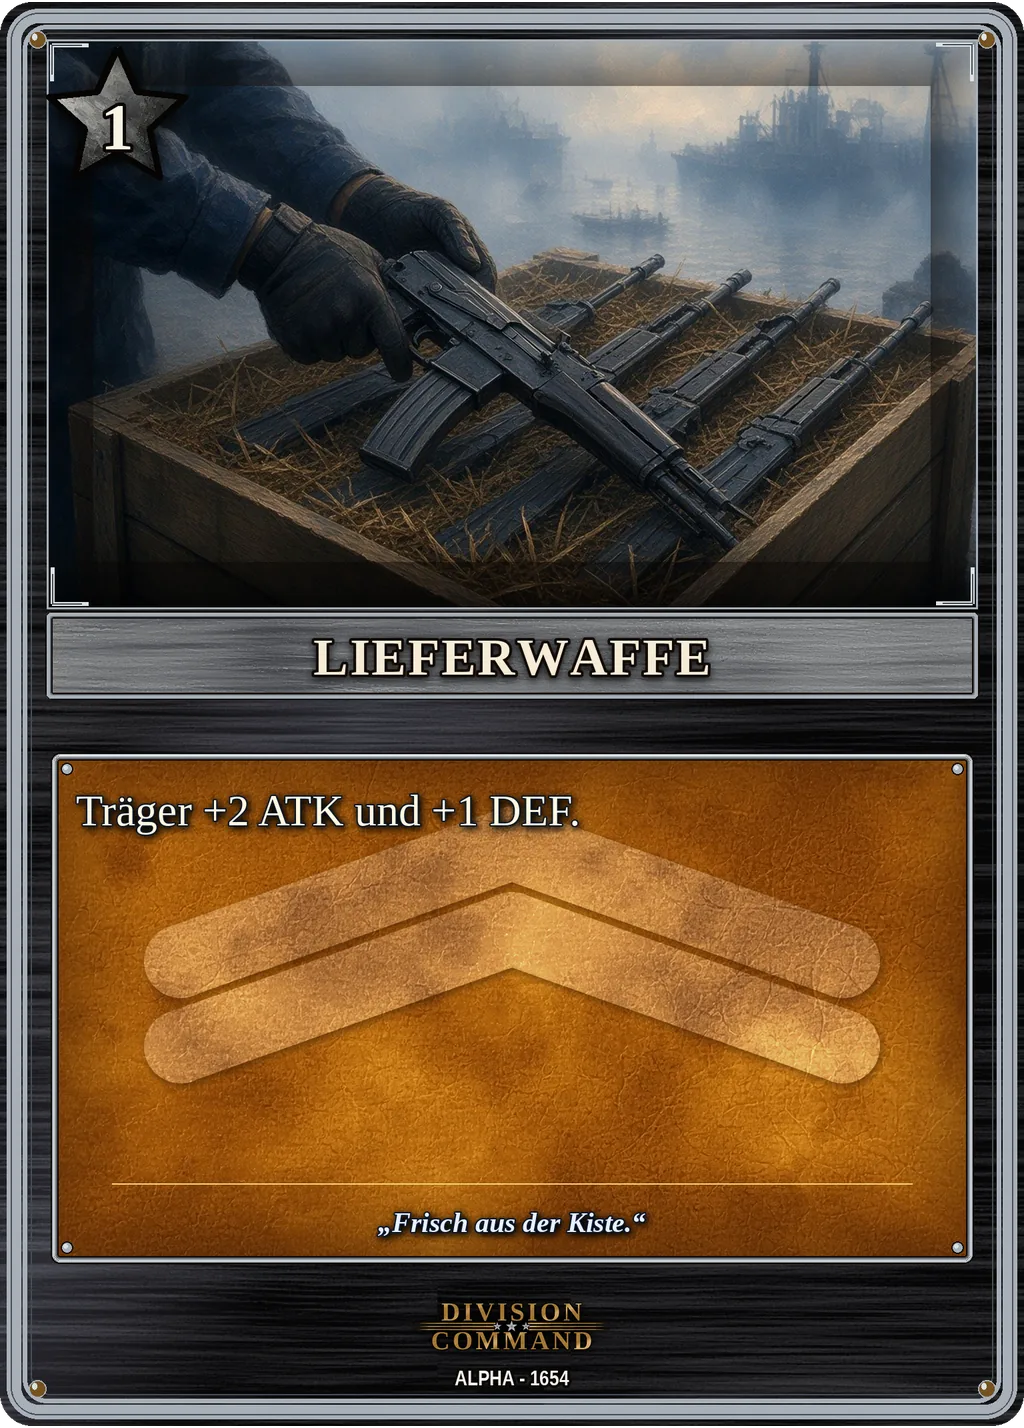 1
LIEFERWAFFE
Träger +2 ATK und +1 DEF.
„Frisch aus der Kiste.“
DIVISION
COMMAND
ALPHA - 1654